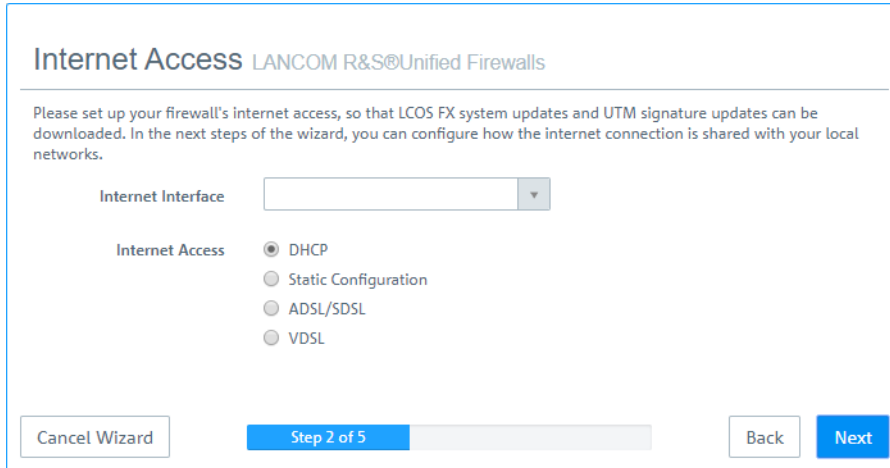 Internet Access LANCOM R&S®Unified Firewalls
Please set up your firewall's internet access, so that LCOS FX system updates and UTM signature updates can be
downloaded. In the next steps of the wizard, you can configure how the internet connection is shared with your local
networks.
Internet Interface
Internet Access
DHCP
Static Configuration
ADSL/SDSL
VDSL
Cancel Wizard
Step 2 of 5
Back
Next